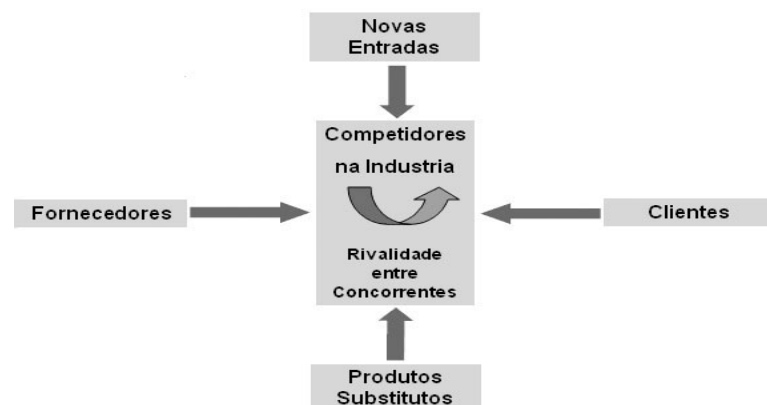 Novas
Entradas
Competidores
na Industria
Fornecedores
Clientes
Rivalidade
entre
Concorrentes
Produtos
Substitutos